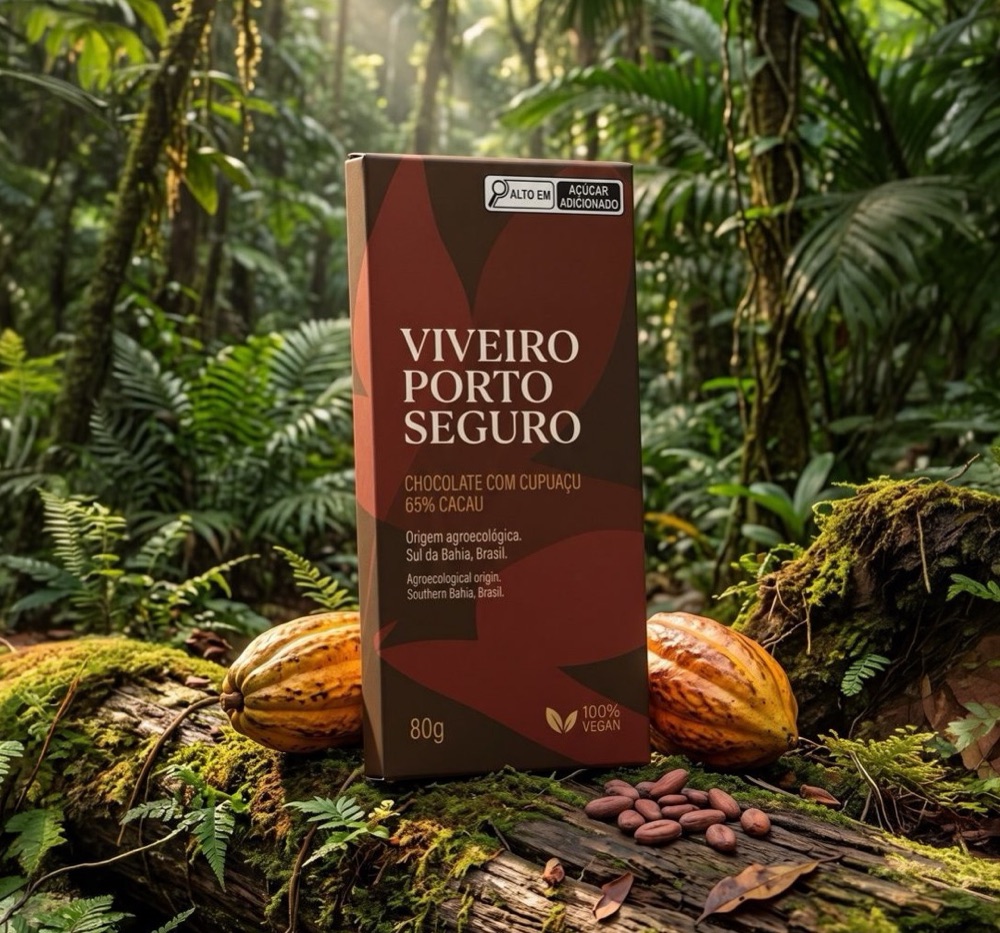 ALTO EM
AÇÚCAR
ADICIONADO
VIVEIRO
PORTO
SEGURO
CHOCOLATE COM CUPUAÇU
65% CACAU
Origem agroecológica.
Sul da Bahia, Brasil.
Agroecological origin.
Southern Bahia, Brasil.
80g
100%
VEGAN